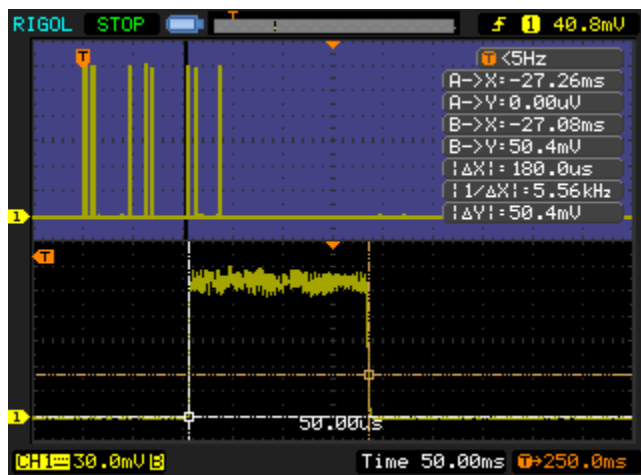 RIGOL STOP T 1 40.8mV
T <5Hz
A->X:-27.26ms
A->Y:0.00uV
B->X:-27.08ms
B->Y:50.4mV
|ΔX|:180.0us
|1/ΔX|:5.56kHz
|ΔY|:50.4mV
T
1
T
1
50.00us
CH1 30.0mV B Time 50.00ms T→250.0ms